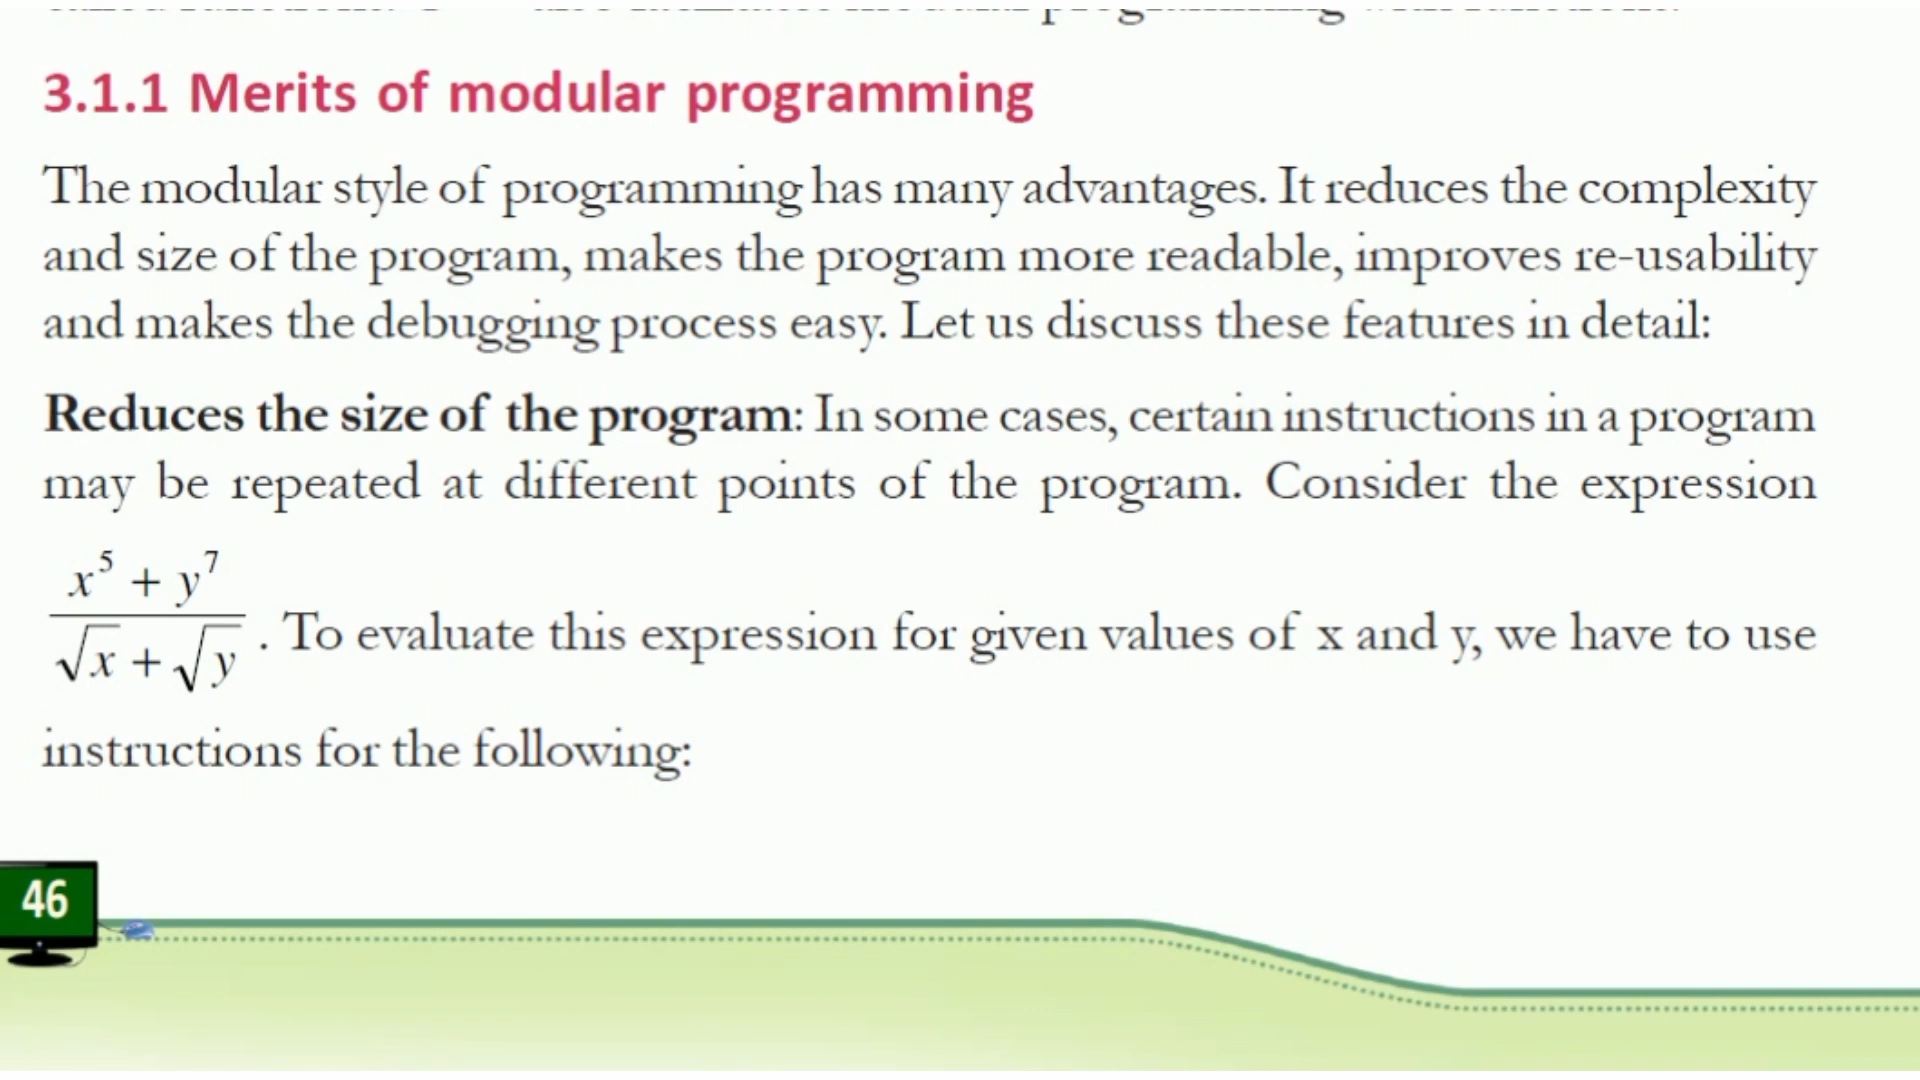 3.1.1 Merits of modular programming
The modular style of programming has many advantages. It reduces the complexity
and size of the program, makes the program more readable, improves re-usability
and makes the debugging process easy. Let us discuss these features in detail:
Reduces the size of the program: In some cases, certain instructions in a program
may be repeated at different points of the program. Consider the expression
x⁵ + y⁷
√x + √y . To evaluate this expression for given values of x and y, we have to use
instructions for the following:
46